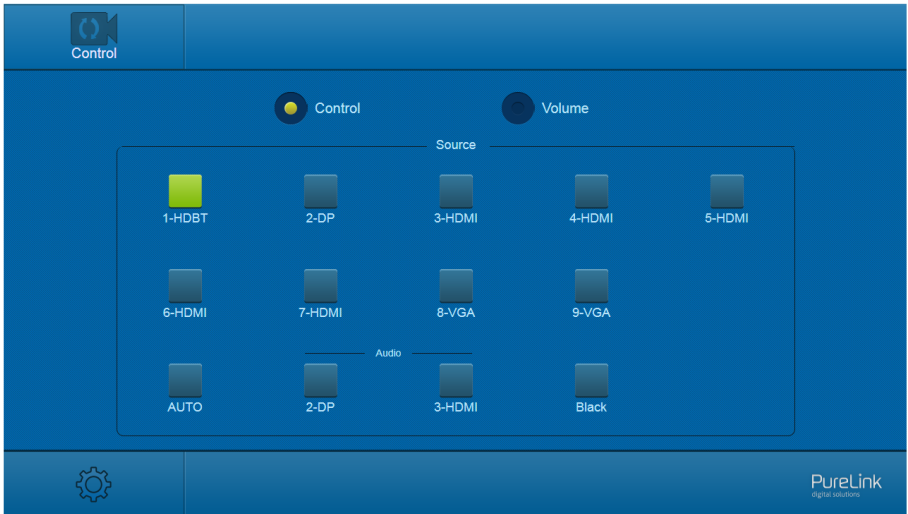 Control
Control Volume
Source
1-HDBT 2-DP 3-HDMI 4-HDMI 5-HDMI
6-HDMI 7-HDMI 8-VGA 9-VGA
Audio
AUTO 2-DP 3-HDMI Black
PureLink
digital solutions